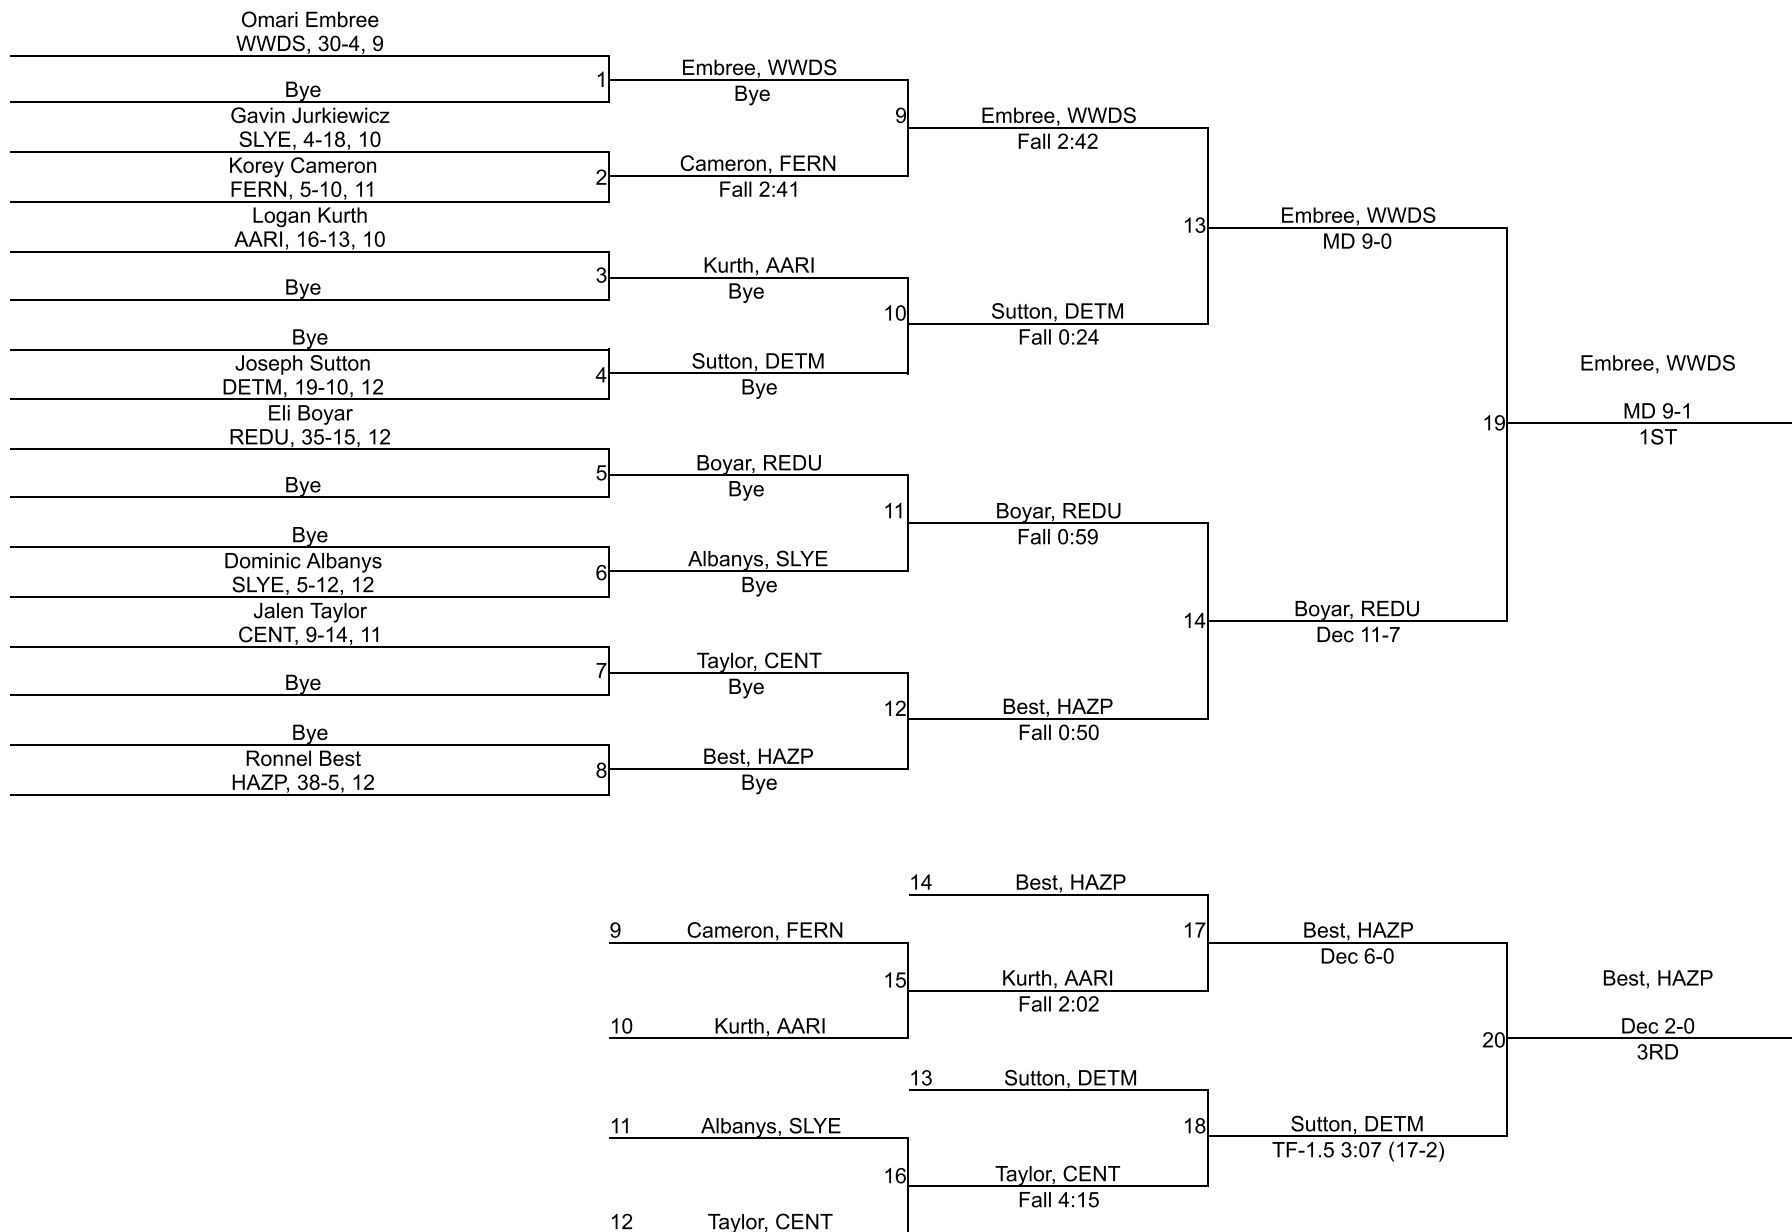 Omari Embree
WWDS, 30-4, 9
Bye
1
Embree, WWDS
Bye
Gavin Jurkiewicz
SLYE, 4-18, 10
Korey Cameron
FERN, 5-10, 11
2
Cameron, FERN
Fall 2:41
9
Embree, WWDS
Fall 2:42
Logan Kurth
AARI, 16-13, 10
Bye
3
Kurth, AARI
Bye
Bye
Joseph Sutton
DETM, 19-10, 12
4
Sutton, DETM
Bye
10
Sutton, DETM
Fall 0:24
13
Embree, WWDS
MD 9-0
Eli Boyar
REDU, 35-15, 12
Bye
5
Boyar, REDU
Bye
Bye
Dominic Albanys
SLYE, 5-12, 12
6
Albanys, SLYE
Bye
11
Boyar, REDU
Fall 0:59
Jalen Taylor
CENT, 9-14, 11
Bye
7
Taylor, CENT
Bye
Bye
Ronnel Best
HAZP, 38-5, 12
8
Best, HAZP
Bye
12
Best, HAZP
Fall 0:50
14
Boyar, REDU
Dec 11-7
19
Embree, WWDS
MD 9-1
1ST
14
Best, HAZP
9
Cameron, FERN
10
Kurth, AARI
15
Kurth, AARI
Fall 2:02
17
Best, HAZP
Dec 6-0
13
Sutton, DETM
11
Albanys, SLYE
12
Taylor, CENT
16
Taylor, CENT
Fall 4:15
18
Sutton, DETM
TF-1.5 3:07 (17-2)
20
Best, HAZP
Dec 2-0
3RD